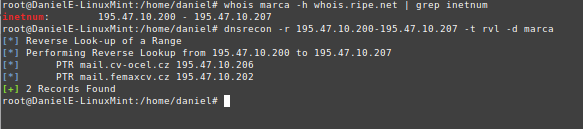 root@DanielE-LinuxMint:/home/daniel# whois marca -h whois.ripe.net | grep inetnum
inetnum:        195.47.10.200 - 195.47.10.207
root@DanielE-LinuxMint:/home/daniel# dnsrecon -r 195.47.10.200-195.47.10.207 -t rvl -d marca
[*] Reverse Look-up of a Range
[*] Performing Reverse Lookup from 195.47.10.200 to 195.47.10.207
[*]      PTR mail.cv-ocel.cz 195.47.10.206
[*]      PTR mail.femaxcv.cz 195.47.10.202
[+] 2 Records Found
root@DanielE-LinuxMint:/home/daniel#